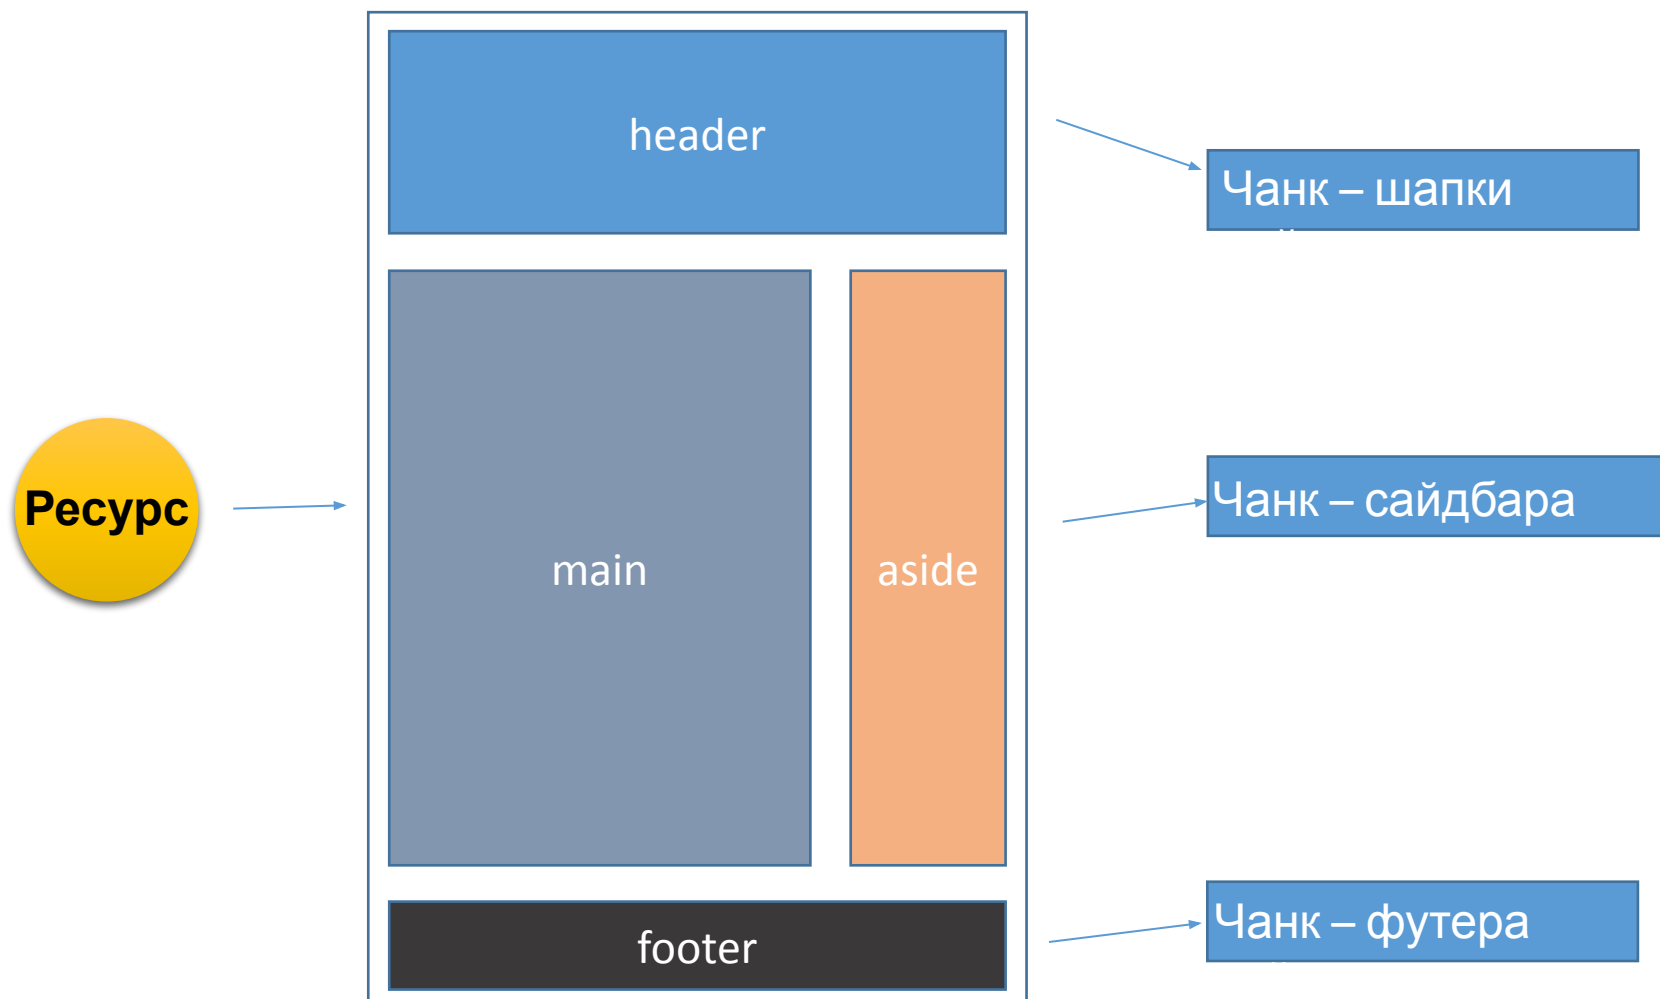 header
Чанк – шапки
Ресурс
main
aside
Чанк – сайдбара
footer
Чанк – футера